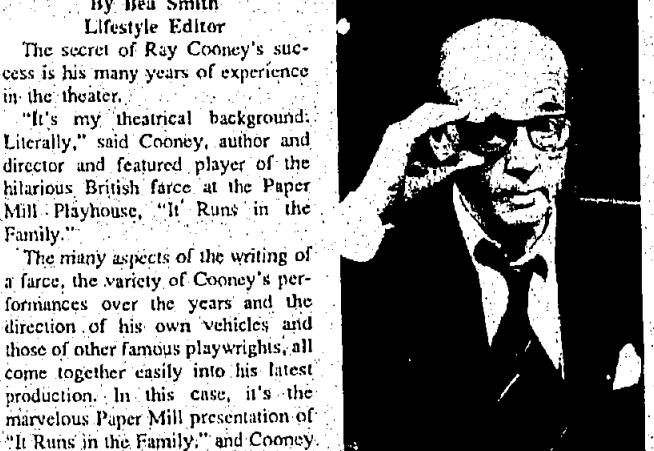 By Bea Smith
Lifestyle Editor
The secret of Ray Cooney's suc-
cess is his many years of experience
in the theater.
"It's my theatrical background.
Literally," said Cooney, author and
director and featured player of the
hilarious British farce at the Paper
Mill Playhouse, "It Runs in the
Family."
The many aspects of the writing of
a farce, the variety of Cooney's per-
formances over the years and the
direction of his own vehicles and
those of other famous playwrights, all
come together easily into his latest
production. In this case, it's the
marvelous Paper Mill presentation of
"It Runs in the Family," and Cooney